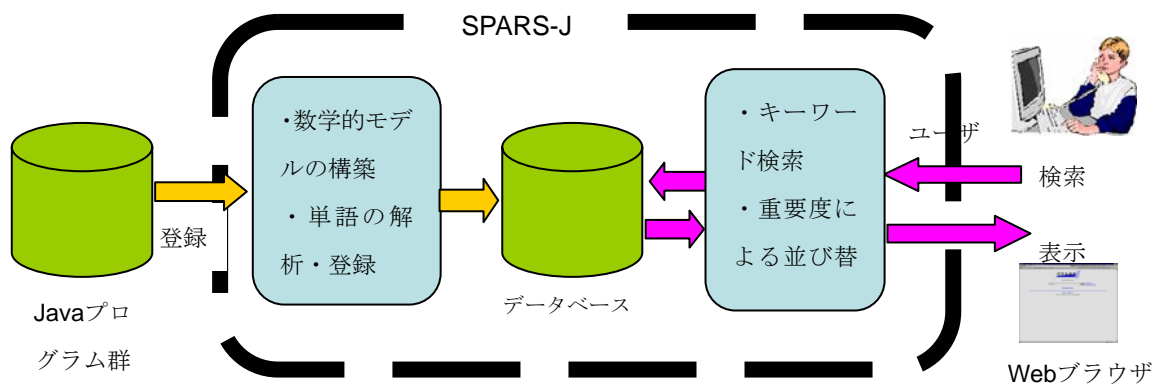 SPARS-J
Javaプロ
グラム群
登録
・数学的モデ
ルの構築
・単語の解
析・登録
データベース
・キーワー
ド検索
・重要度に
よる並び替
ユーザ
検索
表示
Webブラウザ